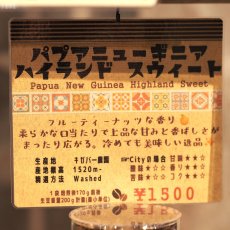 パプアニューギニア
ハイランド スウィート
Papua New Guinea Highland Sweet
フルーティーナッツな香り
柔らかな口当たりで上品な甘みと香ばしさが
まったり広がる。冷めても美味しい逸品
生産地 キガバー農園
産地標高 1520m-
精選方法 Washed
Cityの場合
甘味
酸味
苦味
コク
¥1500